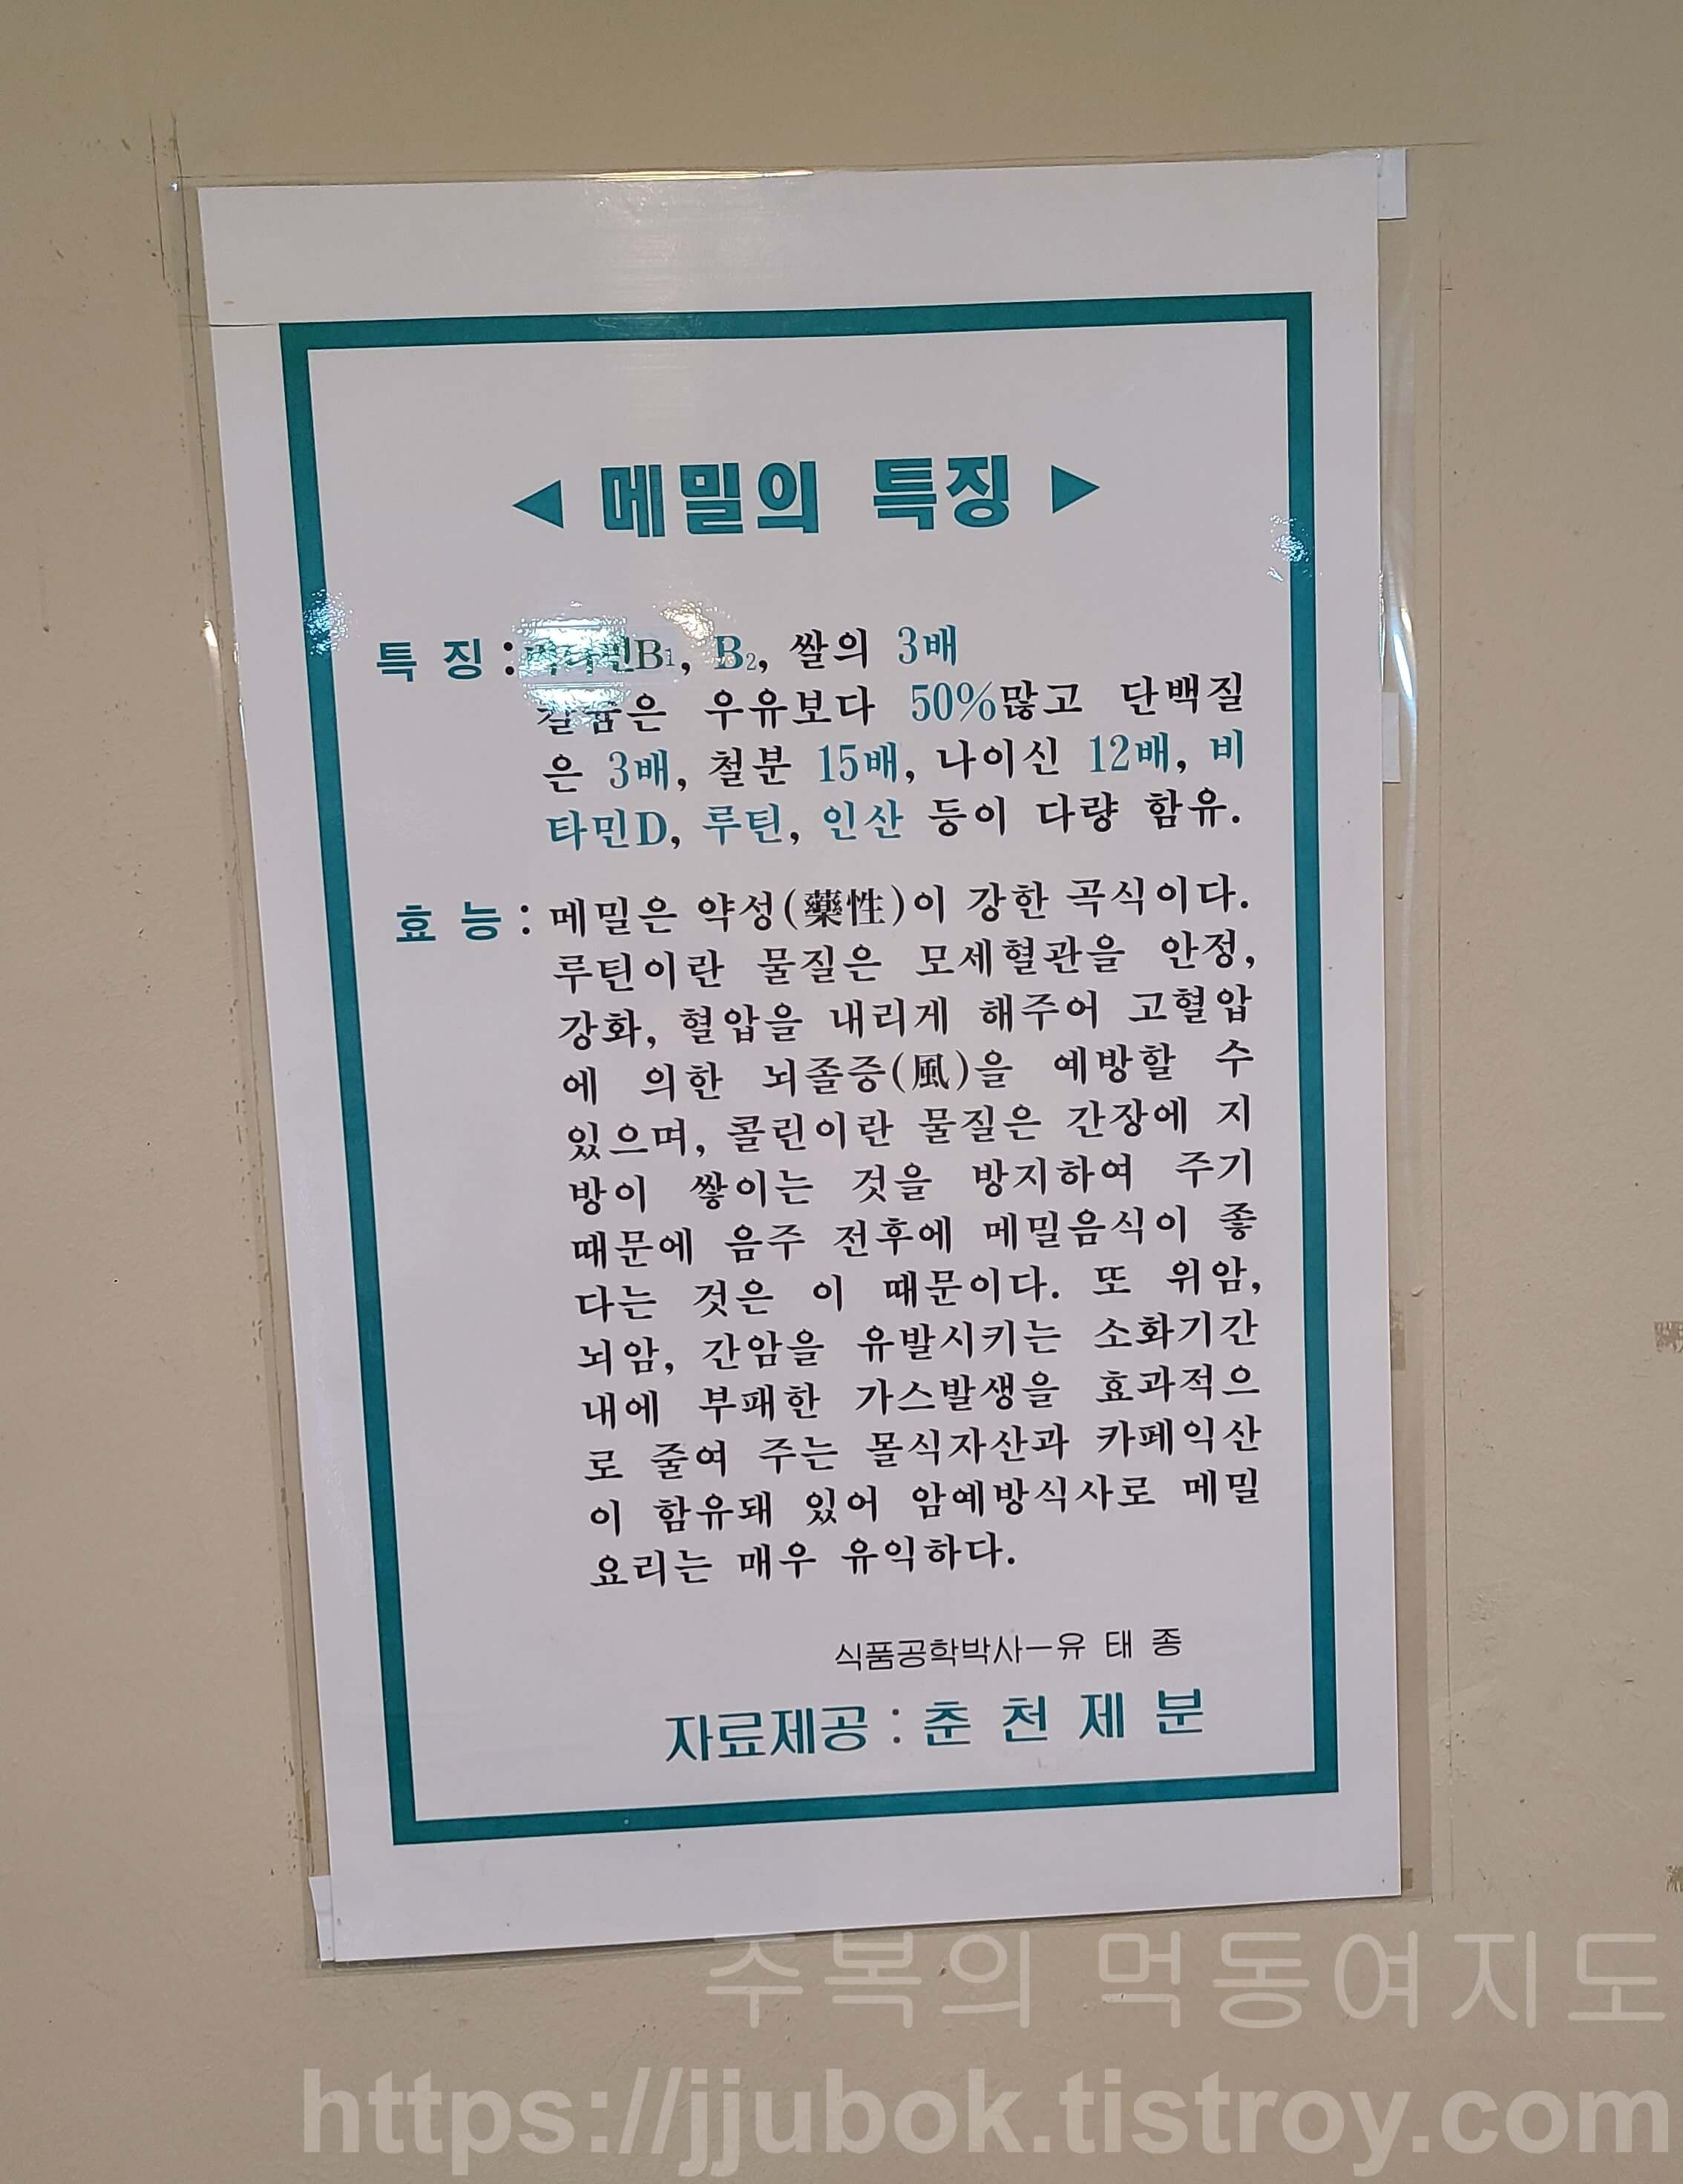 ◀ 메밀의 특징 ▶
특 징 : 비타민B1, B2, 쌀의 3배
칼슘은 우유보다 50%많고 단백질
은 3배, 철분 15배, 나이신 12배, 비
타민D, 루틴, 인산 등이 다량 함유.
효 능 : 메밀은 약성(藥性)이 강한 곡식이다.
루틴이란 물질은 모세혈관을 안정,
강화, 혈압을 내리게 해주어 고혈압
에 의한 뇌졸증(風)을 예방할 수
있으며, 콜린이란 물질은 간장에 지
방이 쌓이는 것을 방지하여 주기
때문에 음주 전후에 메밀음식이 좋
다는 것은 이 때문이다. 또 위암,
뇌암, 간암을 유발시키는 소화기간
내에 부패한 가스발생을 효과적으
로 줄여 주는 몰식자산과 카페익산
이 함유돼 있어 암예방식사로 메밀
요리는 매우 유익하다.
식품공학박사－유 태 종
자료제공 : 춘 천 제 분
주복의 먹동여지도
https://jjubok.tistroy.com